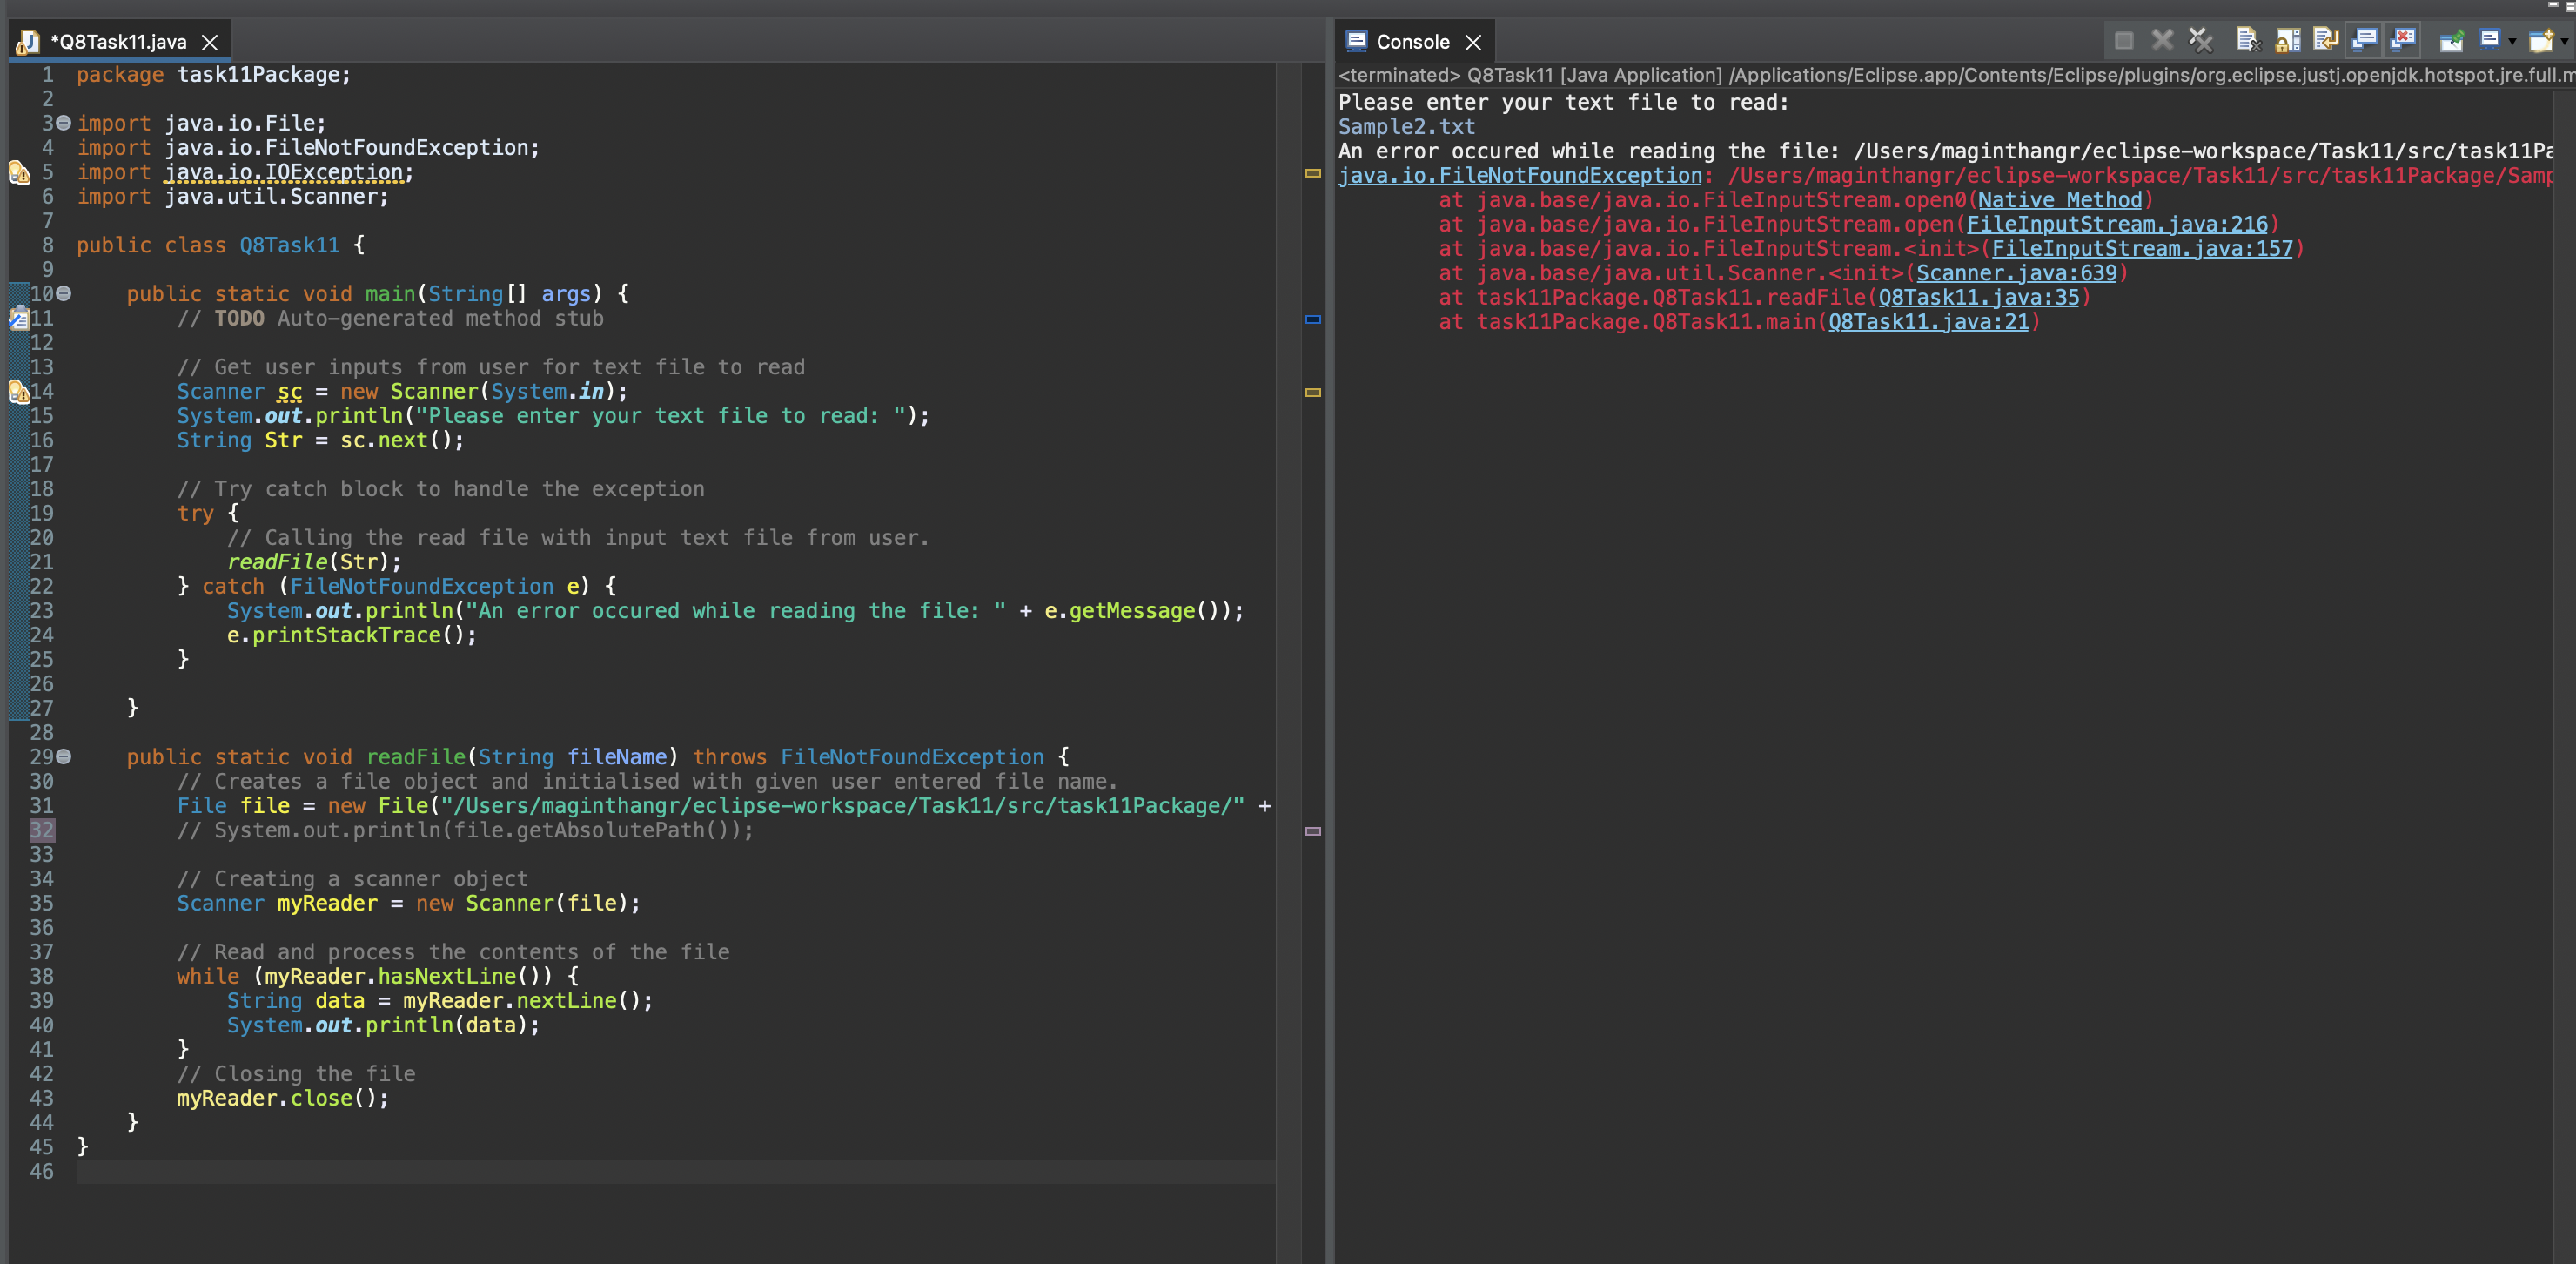 *Q8Task11.java
1 package task11Package;
2
3 import java.io.File;
4 import java.io.FileNotFoundException;
5 import java.io.IOException;
6 import java.util.Scanner;
7
8 public class Q8Task11 {
9
10 public static void main(String[] args) {
11 // TODO Auto-generated method stub
12
13 // Get user inputs from user for text file to read
14 Scanner sc = new Scanner(System.in);
15 System.out.println("Please enter your text file to read: ");
16 String Str = sc.next();
17
18 // Try catch block to handle the exception
19 try {
20 // Calling the read file with input text file from user.
21 readFile(Str);
22 } catch (FileNotFoundException e) {
23 System.out.println("An error occured while reading the file: " + e.getMessage());
24 e.printStackTrace();
25 }
26
27 }
28
29 public static void readFile(String fileName) throws FileNotFoundException {
30 // Creates a file object and initialised with given user entered file name.
31 File file = new File("/Users/maginthangr/eclipse-workspace/Task11/src/task11Package/" +
32 // System.out.println(file.getAbsolutePath());
33
34 // Creating a scanner object
35 Scanner myReader = new Scanner(file);
36
37 // Read and process the contents of the file
38 while (myReader.hasNextLine()) {
39 String data = myReader.nextLine();
40 System.out.println(data);
41 }
42 // Closing the file
43 myReader.close();
44 }
45 }
46
Console
<terminated> Q8Task11 [Java Application] /Applications/Eclipse.app/Contents/Eclipse/plugins/org.eclipse.justj.openjdk.hotspot.jre.full.m
Please enter your text file to read:
Sample2.txt
An error occured while reading the file: /Users/maginthangr/eclipse-workspace/Task11/src/task11Pa
java.io.FileNotFoundException: /Users/maginthangr/eclipse-workspace/Task11/src/task11Package/Samp
at java.base/java.io.FileInputStream.open0(Native Method)
at java.base/java.io.FileInputStream.open(FileInputStream.java:216)
at java.base/java.io.FileInputStream.<init>(FileInputStream.java:157)
at java.base/java.util.Scanner.<init>(Scanner.java:639)
at task11Package.Q8Task11.readFile(Q8Task11.java:35)
at task11Package.Q8Task11.main(Q8Task11.java:21)